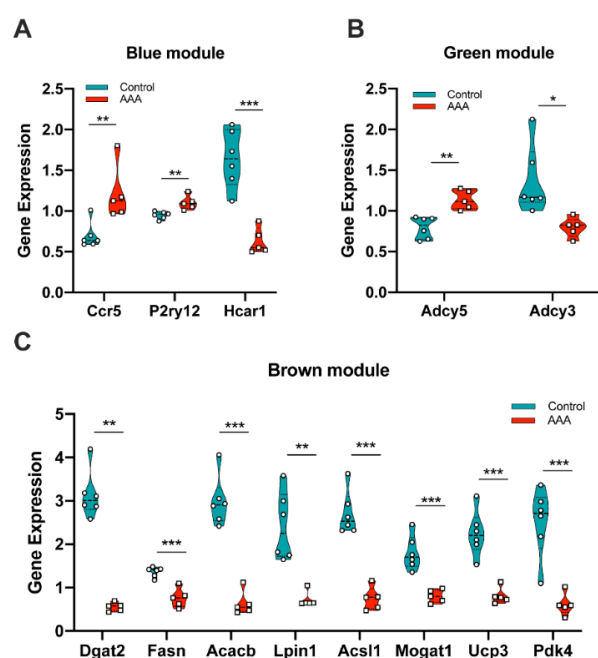 A
Blue module
Control
AAA
Gene Expression
2.5
2.0
1.5
1.0
0.5
0.0
**
**
***
Ccr5 P2ry12 Hcar1
B
Green module
Control
AAA
Gene Expression
2.5
2.0
1.5
1.0
0.5
0.0
**
*
Adcy5 Adcy3
C
Brown module
Control
AAA
Gene Expression
5
4
3
2
1
0
**
***
***
**
***
***
***
***
Dgat2 Fasn Acacb Lpin1 Acsl1 Mogat1 Ucp3 Pdk4